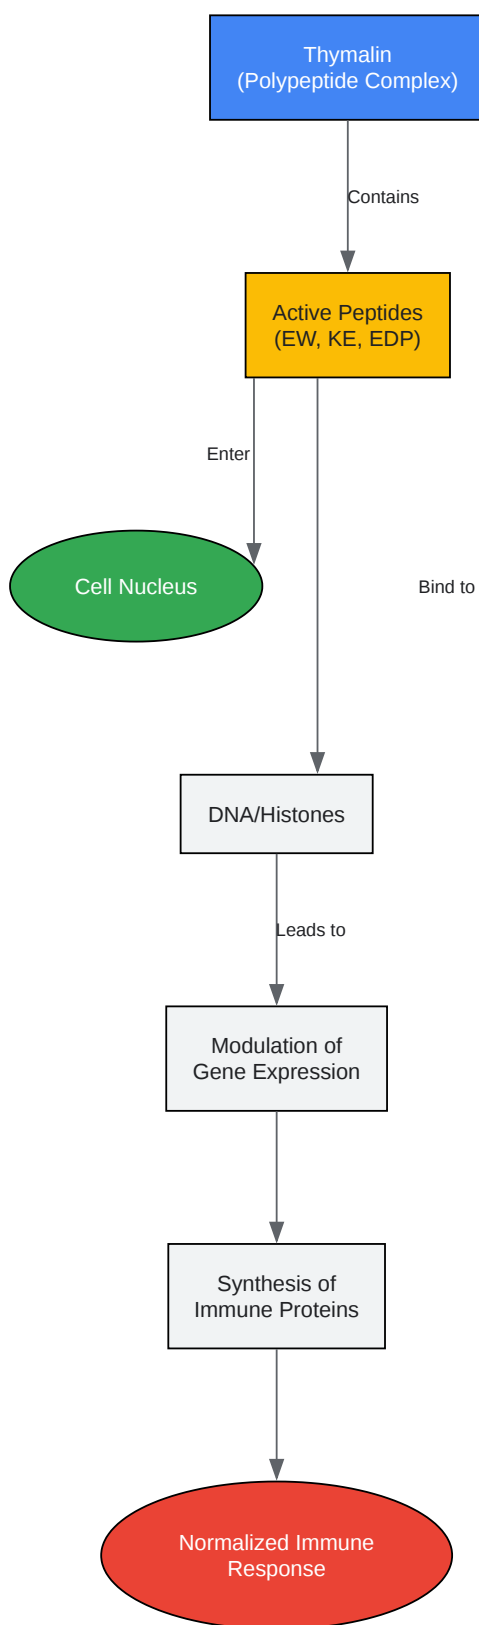 Thymalin
(Polypeptide Complex)
Contains
Active Peptides
(EW, KE, EDP)
Enter
Cell Nucleus
Bind to
DNA/Histones
Leads to
Modulation of
Gene Expression
Synthesis of
Immune Proteins
Normalized Immune
Response